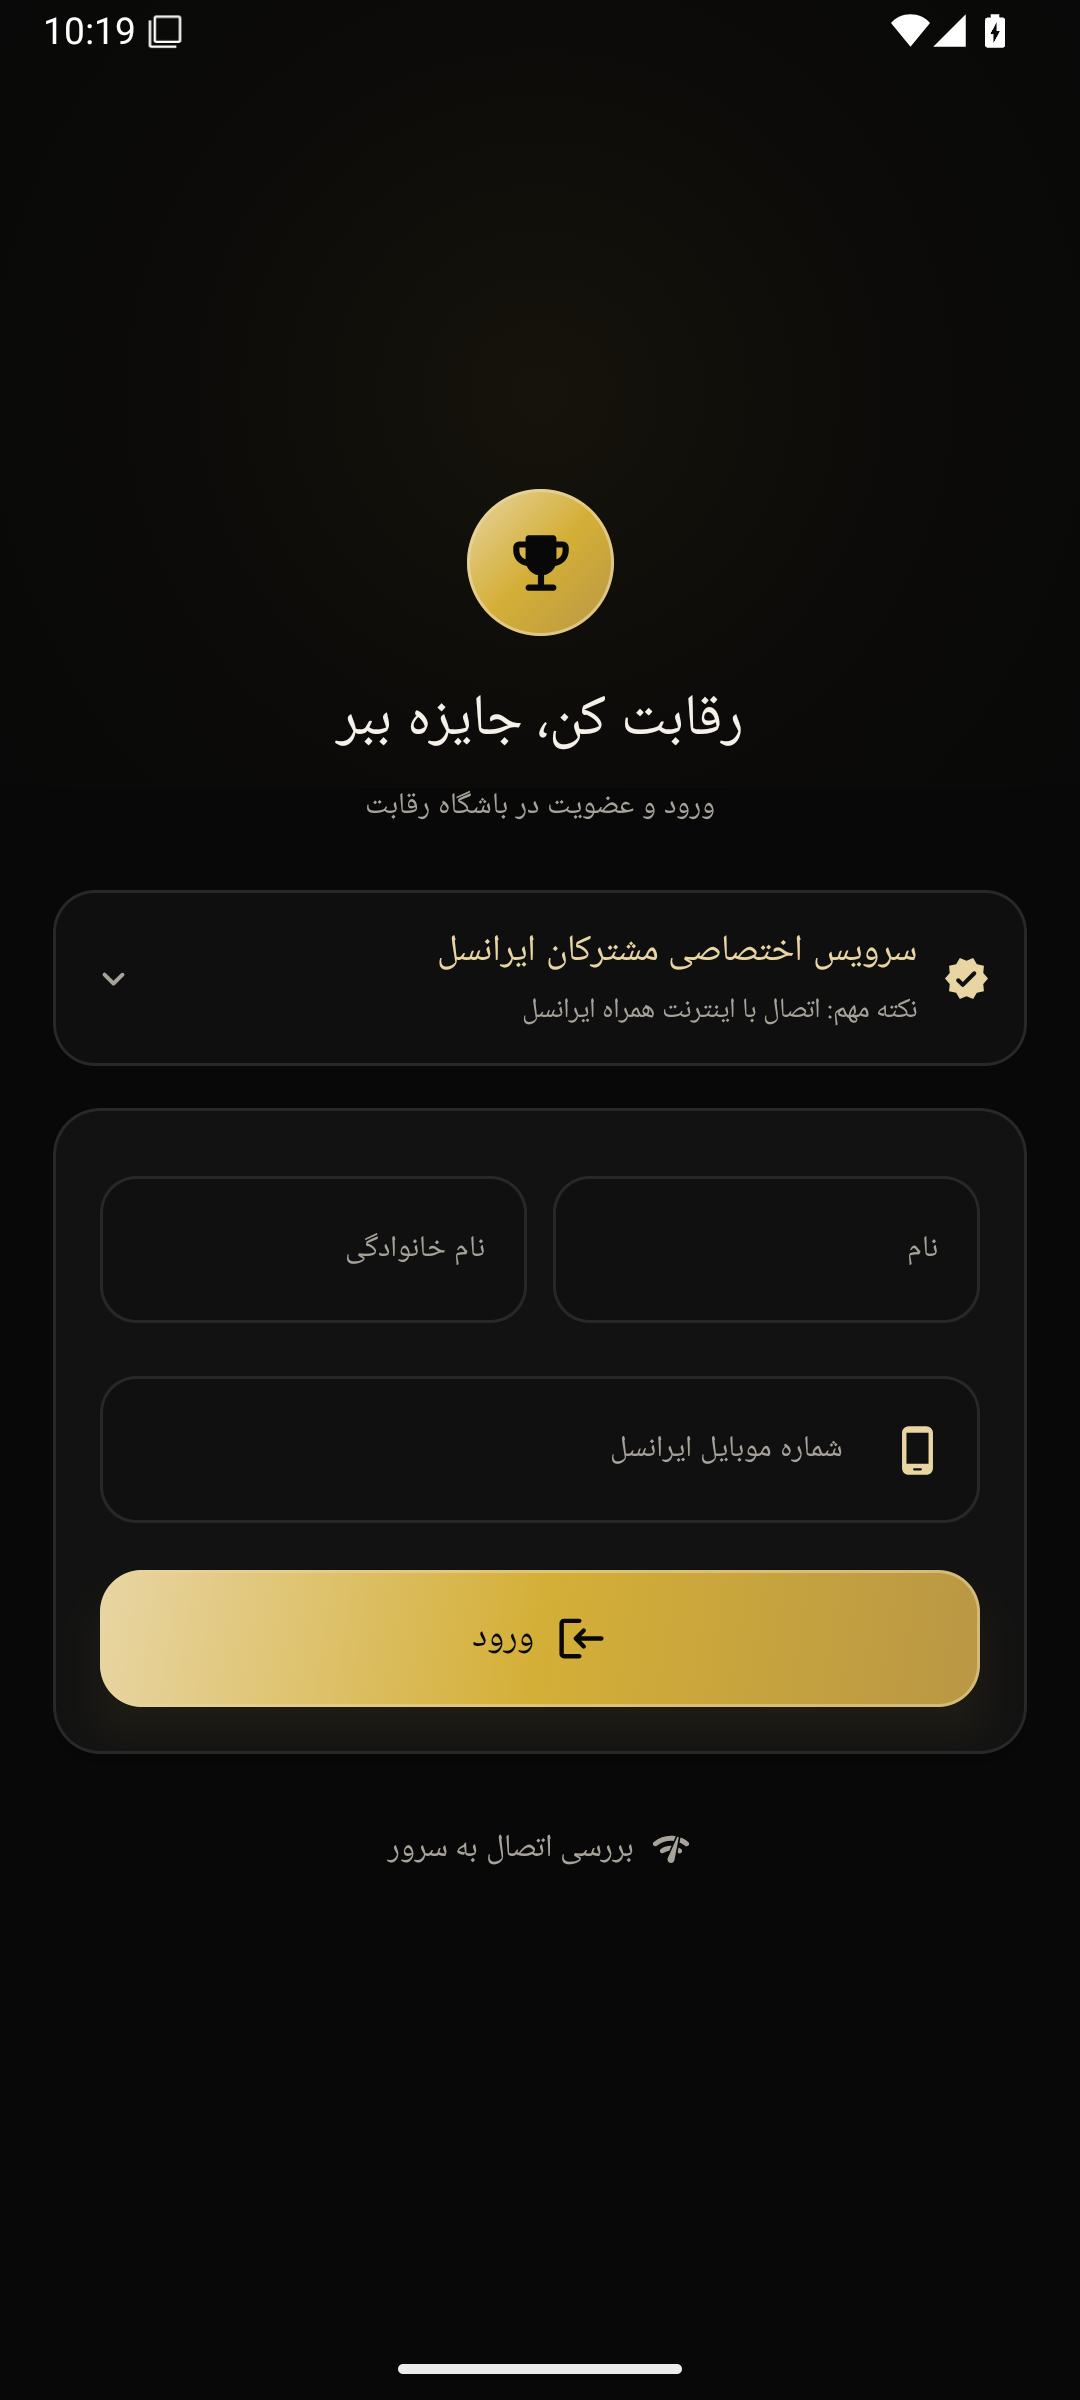 10:19
رقابت کن، جایزه ببر
ورود و عضویت در باشگاه رقابت
سرویس اختصاصی مشترکان ایرانسل
نکته مهم: اتصال با اینترنت همراه ایرانسل
نام
نام خانوادگی
شماره موبایل ایرانسل
ورود
بررسی اتصال به سرور